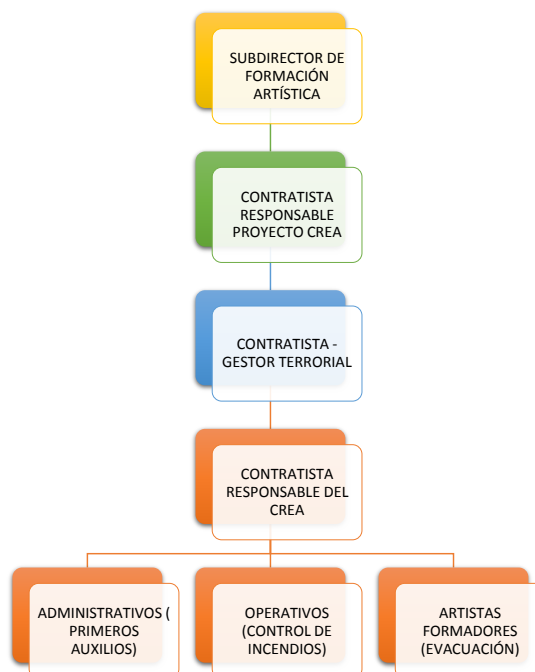 SUBDIRECTOR DE
FORMACIÓN
ARTÍSTICA
CONTRATISTA
RESPONSABLE
PROYECTO CREA
CONTRATISTA -
GESTOR TERRORIAL
CONTRATISTA
RESPONSABLE DEL
CREA
ADMINISTRATIVOS (
PRIMEROS
AUXILIOS)
OPERATIVOS
(CONTROL DE
INCENDIOS)
ARTISTAS
FORMADORES
(EVACUACIÓN)